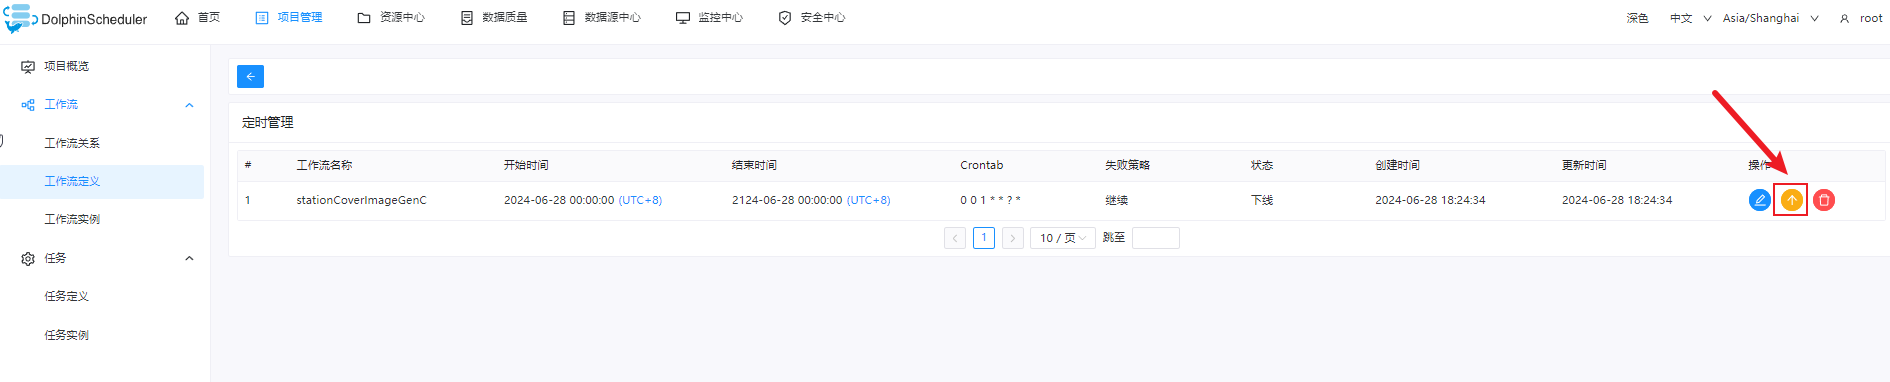 DolphinScheduler 首页 项目管理 资源中心 数据质量 数据源中心 监控中心 安全中心 深色 中文 Asia/Shanghai root
项目概览
工作流
工作流关系
工作流定义
工作流实例
任务
任务定义
任务实例
定时管理
# 工作流名称 开始时间 结束时间 Crontab 失败策略 状态 创建时间 更新时间 操作
1 stationCoverImageGenC 2024-06-28 00:00:00 (UTC+8) 2124-06-28 00:00:00 (UTC+8) 0 0 1 * * ? * 继续 下线 2024-06-28 18:24:34 2024-06-28 18:24:34
1 10 / 页 跳至